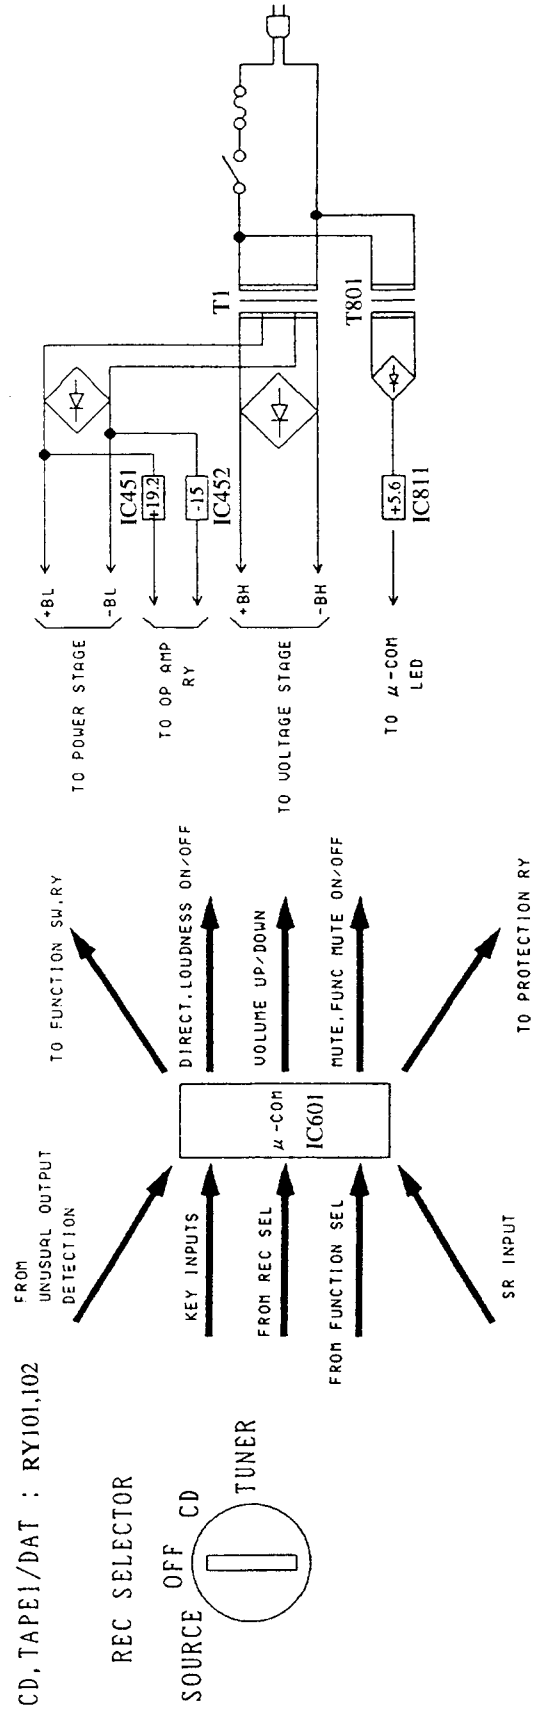 CD,TAPE1/DAT : RY101,102
REC SELECTOR
SOURCE
OFF
CD
TUNER
FROM
UNUSUAL OUTPUT
DETECTION
KEY INPUTS
FROM REC SEL
FROM FUNCTION SEL
SR INPUT
μ-COM
IC601
TO FUNCTION SW,RY
DIRECT,LOUDNESS ON/OFF
VOLUME UP/DOWN
MUTE,FUNC MUTE ON/OFF
TO PROTECTION RY
TO POWER STAGE
TO OP AMP
RY
TO VOLTAGE STAGE
TO μ-COM
LED
+BL
-BL
+BH
-BH
IC451
+19.2
-15
IC452
+5.6
IC811
T1
T801